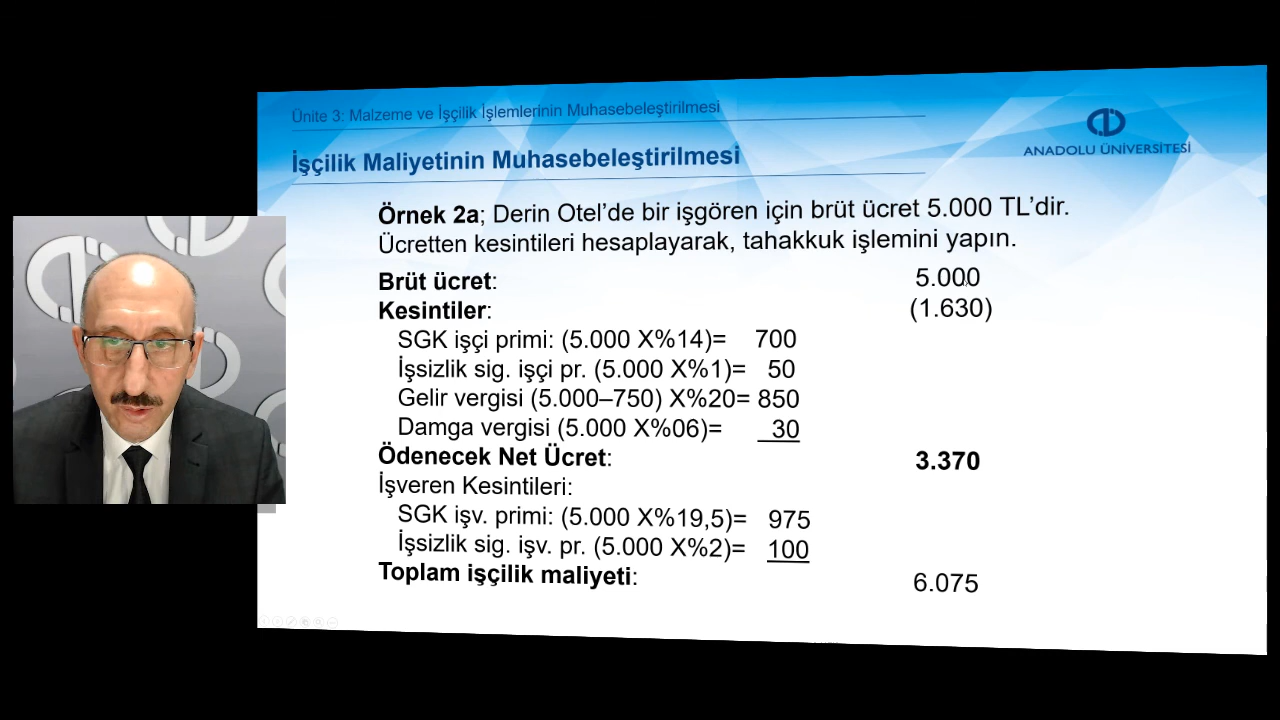 Ünite 3: Malzeme ve İşçilik İşlemlerinin Muhasebeleştirilmesi
İşçilik Maliyetinin Muhasebeleştirilmesi
ANADOLU ÜNİVERSİTESİ
Örnek 2a; Derin Otel’de bir işgören için brüt ücret 5.000 TL’dir.
Ücretten kesintileri hesaplayarak, tahakkuk işlemini yapın.
Brüt ücret: 5.000
Kesintiler: (1.630)
SGK işçi primi: (5.000 X%14)= 700
İşsizlik sig. işçi pr. (5.000 X%1)= 50
Gelir vergisi (5.000–750) X%20= 850
Damga vergisi (5.000 X%06)= 30
Ödenecek Net Ücret: 3.370
İşveren Kesintileri:
SGK işv. primi: (5.000 X%19,5)= 975
İşsizlik sig. işv. pr. (5.000 X%2)= 100
Toplam işçilik maliyeti: 6.075